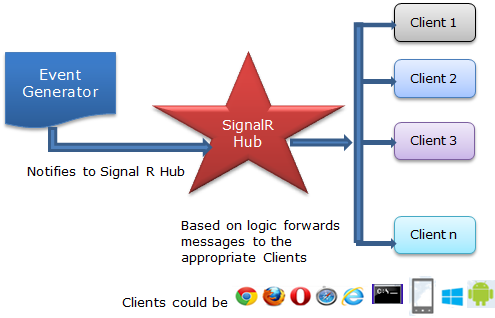 Event
Generator
SignalR
Hub
Client 1
Client 2
Client 3
Client n
Notifies to Signal R Hub
Based on logic forwards
messages to the
appropriate Clients
Clients could be